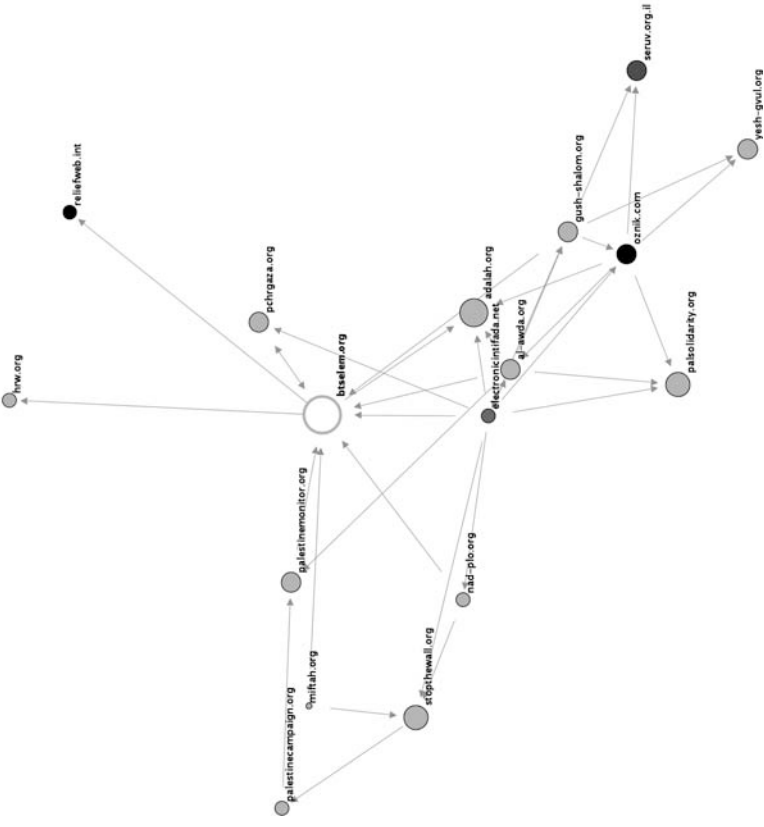 seruv.org.il
yesh-gvul.org
reliefweb.int
gush-shalom.org
oznik.com
pchrgaza.org
adalah.org
electronicintifada.net
al-awda.org
palsolidarity.org
hrw.org
btselem.org
palestinemonitor.org
nad-plo.org
stopthewall.org
miftah.org
palestinecampaign.org